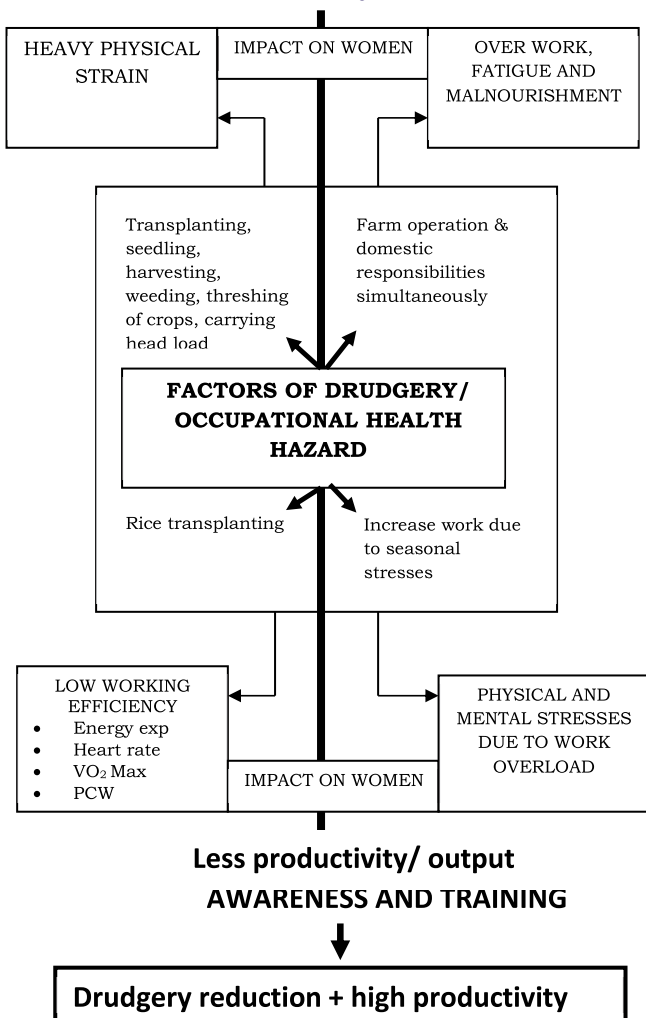 HEAVY PHYSICAL
STRAIN
IMPACT ON WOMEN
OVER WORK,
FATIGUE AND
MALNOURISHMENT
Transplanting,
seedling,
harvesting,
weeding, threshing
of crops, carrying
head load
Farm operation &
domestic
responsibilities
simultaneously
FACTORS OF DRUDGERY/
OCCUPATIONAL HEALTH
HAZARD
Rice transplanting
Increase work due
to seasonal
stresses
LOW WORKING
EFFICIENCY
• Energy exp
• Heart rate
• VO₂ Max
• PCW
IMPACT ON WOMEN
PHYSICAL AND
MENTAL STRESSES
DUE TO WORK
OVERLOAD
Less productivity/ output
AWARENESS AND TRAINING
Drudgery reduction + high productivity